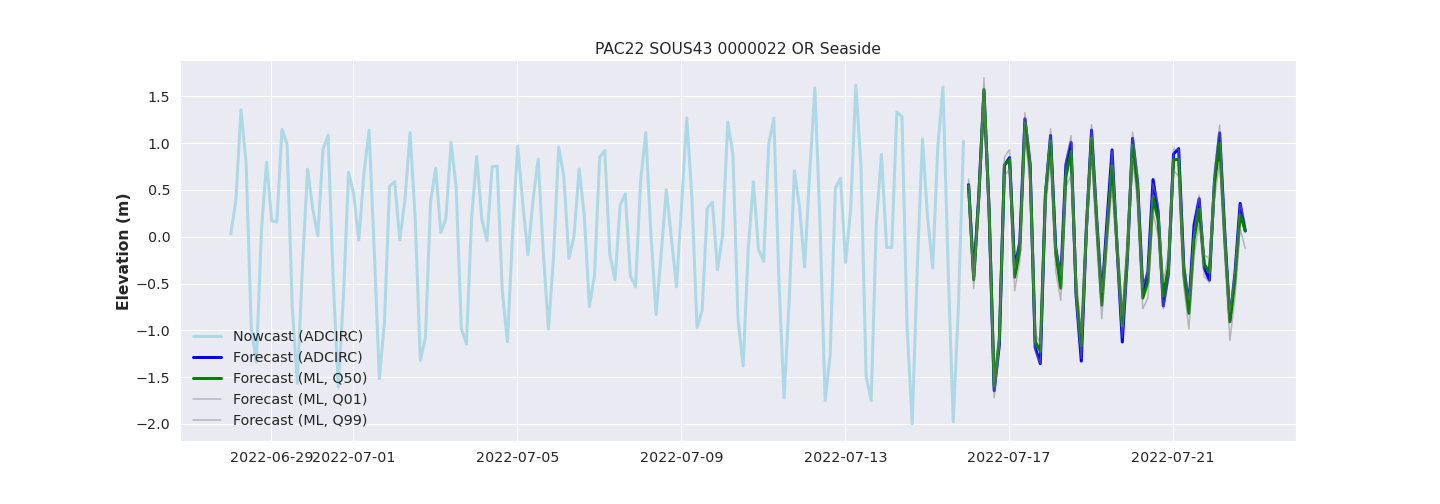 PAC22 SOUS43 0000022 OR Seaside
Elevation (m)
1.5
1.0
0.5
0.0
−0.5
−1.0
−1.5
−2.0
Nowcast (ADCIRC)
Forecast (ADCIRC)
Forecast (ML, Q50)
Forecast (ML, Q01)
Forecast (ML, Q99)
2022-06-29 2022-07-01 2022-07-05 2022-07-09 2022-07-13 2022-07-17 2022-07-21